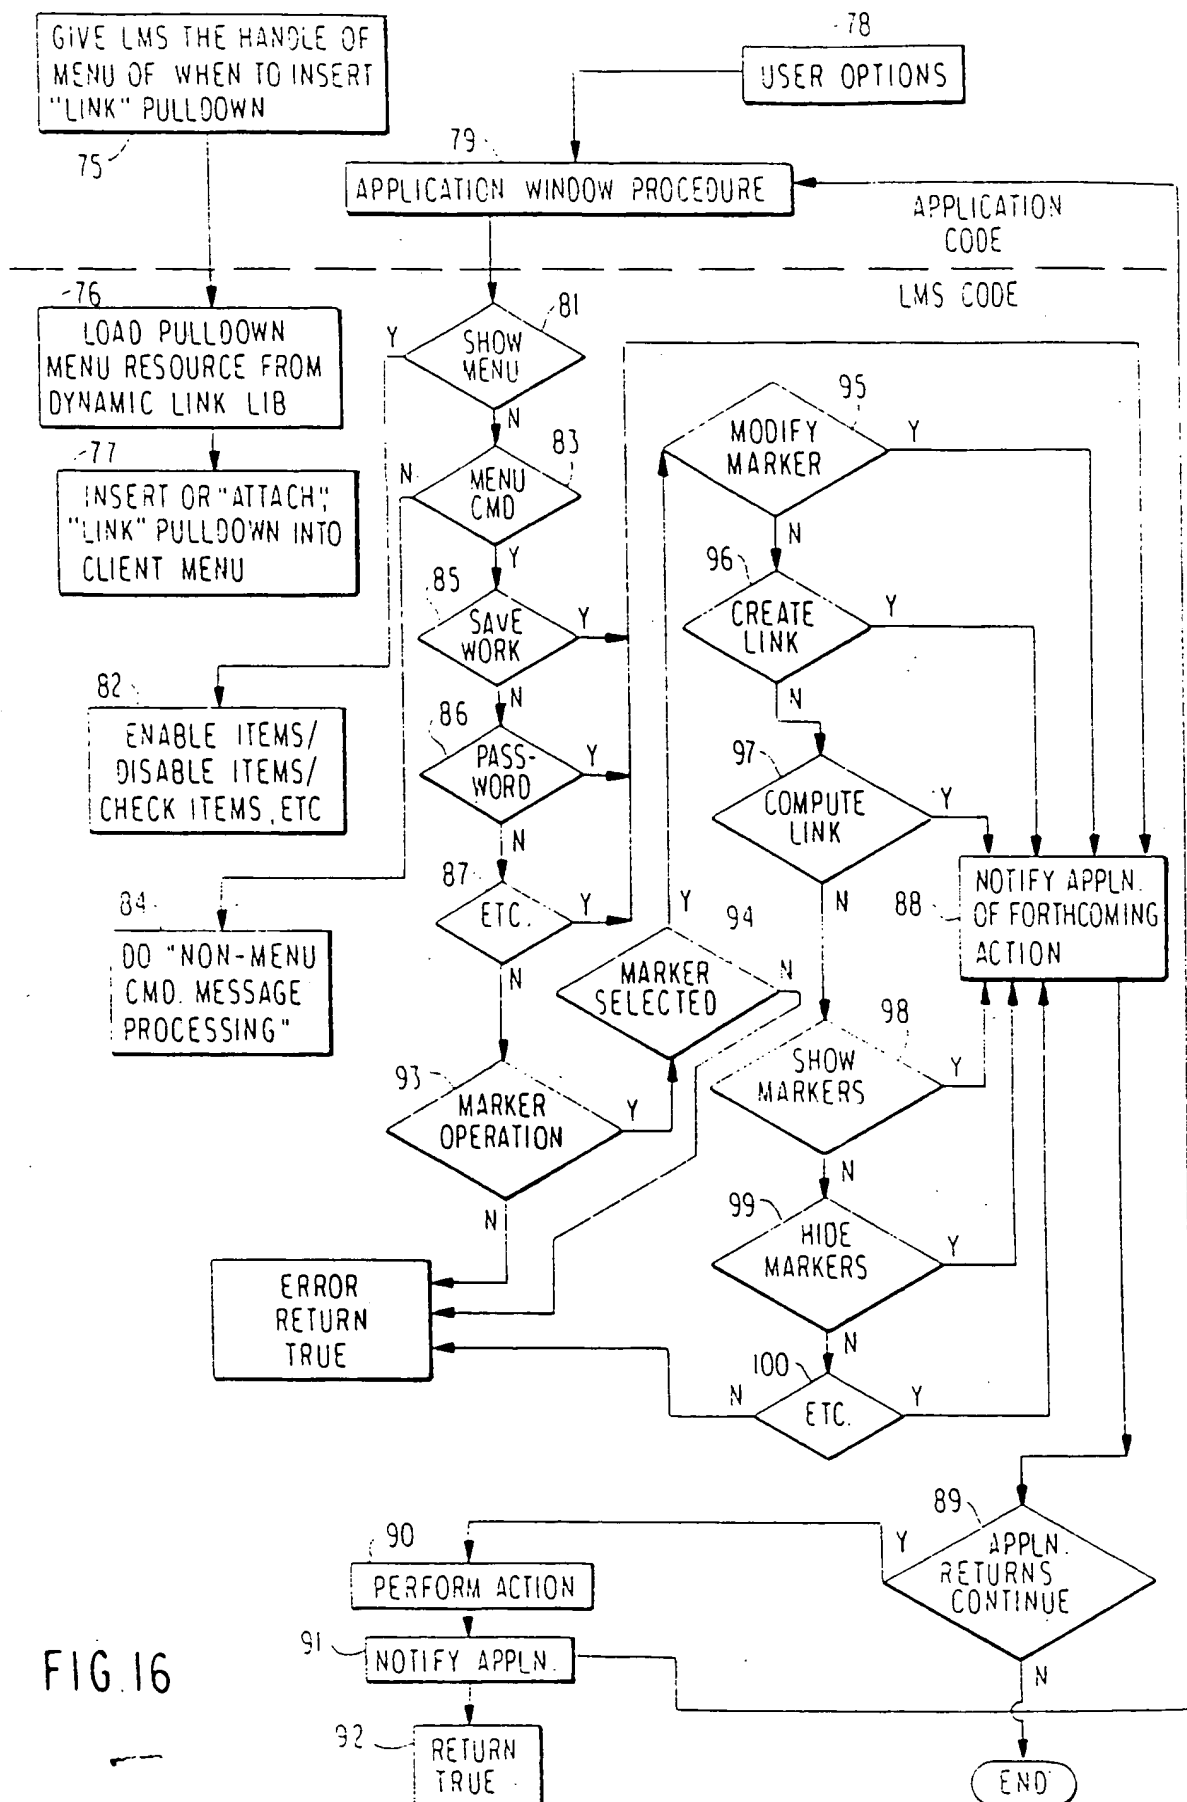 GIVE LMS THE HANDLE OF
MENU OF WHEN TO INSERT
"LINK" PULLDOWN
75
78
USER OPTIONS
79
APPLICATION WINDOW PROCEDURE
APPLICATION
CODE
LMS CODE
76
LOAD PULLDOWN
MENU RESOURCE FROM
DYNAMIC LINK LIB
77
INSERT OR "ATTACH",
"LINK" PULLDOWN INTO
CLIENT MENU
81
Y
SHOW
MENU
N
83
N
MENU
CMD
Y
85
SAVE
WORK
Y
N
82
ENABLE ITEMS/
DISABLE ITEMS/
CHECK ITEMS, ETC
86
PASS-
WORD
Y
N
84
DO "NON-MENU
CMD. MESSAGE
PROCESSING"
87
ETC.
Y
N
93
MARKER
OPERATION
Y
N
94
Y
MARKER
SELECTED
N
95
MODIFY
MARKER
Y
N
96
CREATE
LINK
Y
N
97
COMPUTE
LINK
Y
N
88
NOTIFY APPLN.
OF FORTHCOMING
ACTION
98
SHOW
MARKERS
Y
N
99
HIDE
MARKERS
Y
N
ERROR
RETURN
TRUE
100
N
ETC.
Y
89
Y
APPLN.
RETURNS
CONTINUE
N
90
PERFORM ACTION
91
NOTIFY APPLN.
92
RETURN
TRUE
END
FIG.16